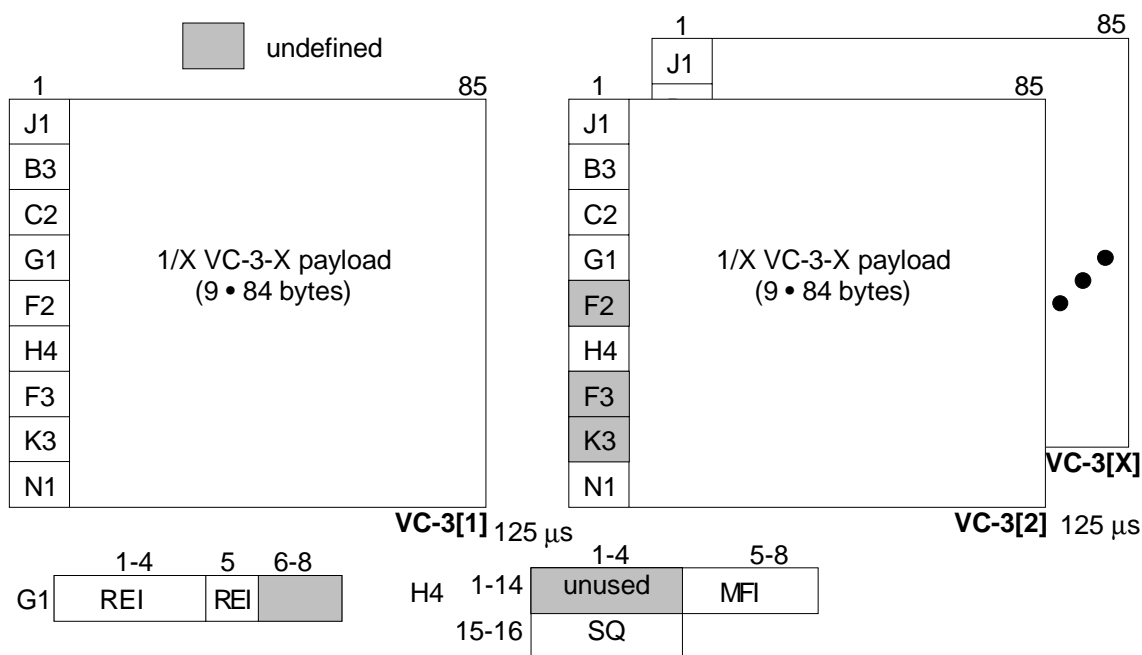 undefined
1 85
J1
B3
C2
G1
F2
H4
F3
K3
N1
1/X VC-3-X payload
(9 • 84 bytes)
VC-3[1] 125 μs
1 85
J1
B3
C2
G1
F2
H4
F3
K3
N1
1/X VC-3-X payload
(9 • 84 bytes)
VC-3[2] 125 μs
1 85
J1
VC-3[X]
1-4 5 6-8
G1 REI REI
1-4 5-8
H4 1-14 unused MFI
15-16 SQ